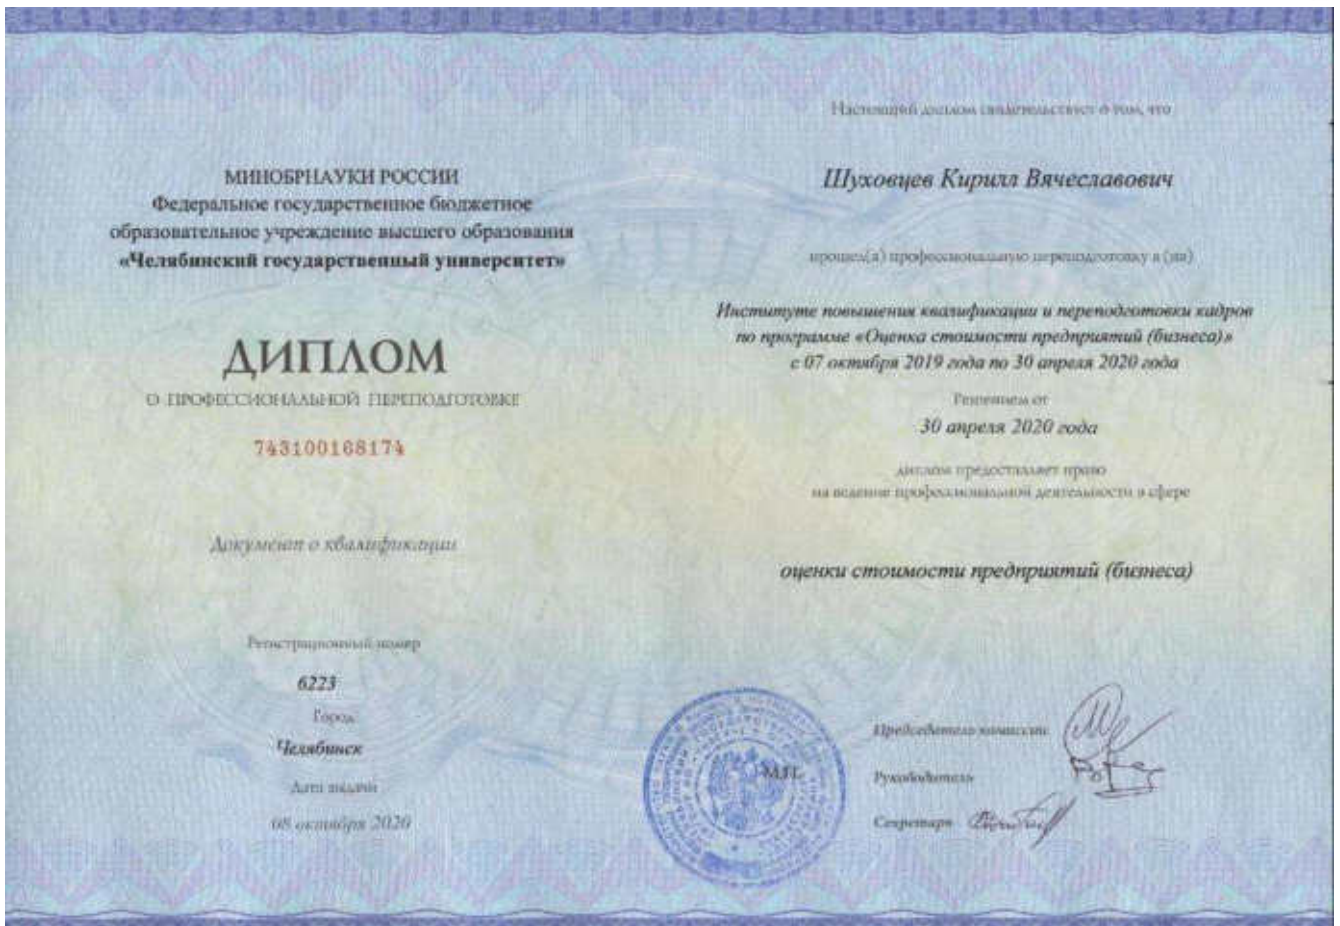 МИНОБРНАУКИ РОССИИ
Федеральное государственное бюджетное
образовательное учреждение высшего образования
«Челябинский государственный университет»
ДИПЛОМ
О ПРОФЕССИОНАЛЬНОЙ ПЕРЕПОДГОТОВКЕ
743100168174
Документ о квалификации
Регистрационный номер
6223
Город
Челябинск
Дата выдачи
08 октября 2020
Настоящий диплом свидетельствует о том, что
Шуховцев Кирилл Вячеславович
прошел(а) профессиональную переподготовку в (на)
Институте повышения квалификации и переподготовки кадров
по программе «Оценка стоимости предприятий (бизнеса)»
с 07 октября 2019 года по 30 апреля 2020 года
Решением от
30 апреля 2020 года
диплом предоставляет право
на ведение профессиональной деятельности в сфере
оценки стоимости предприятий (бизнеса)
М.П.
Председатель комиссии
Руководитель
Секретарь